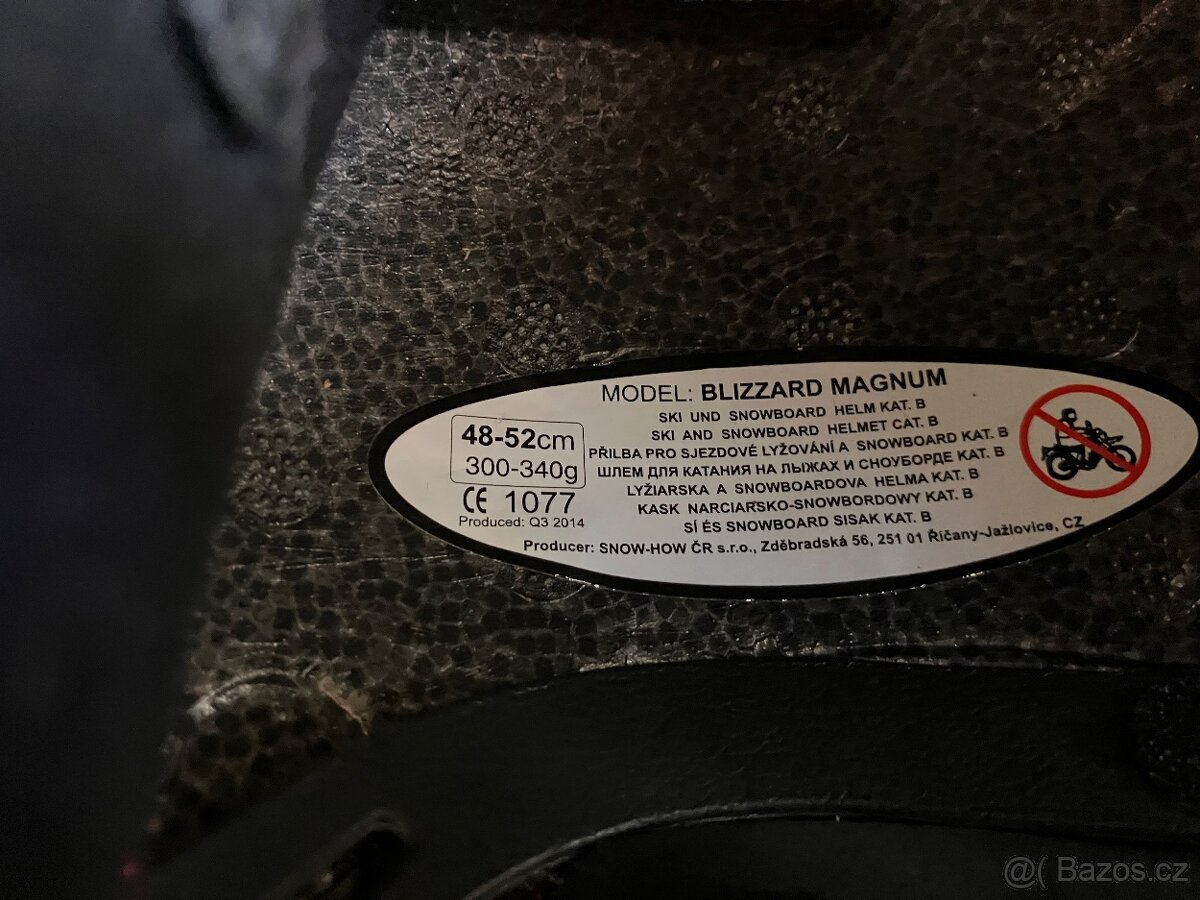 MODEL: BLIZZARD MAGNUM
SKI UND SNOWBOARD HELM KAT. B
SKI AND SNOWBOARD HELMET CAT. B
PŘILBA PRO SJEZDOVÉ LYŽOVÁNÍ A SNOWBOARD KAT. B
ШЛЕМ ДЛЯ КАТАНИЯ НА ЛЫЖАХ И СНОУБОРДЕ КАТ. B
LYŽIARSKA A SNOWBOARDOVA HELMA KAT. B
KASK NARCIARSKO-SNOWBORDOWY KAT. B
SÍ ÉS SNOWBOARD SISAK KAT. B
48-52cm
300-340g
CE 1077
Produced: Q3 2014
Producer: SNOW-HOW ČR s.r.o., Zděbradská 56, 251 01 Říčany-Jažlovice, CZ
@( Bazos.cz